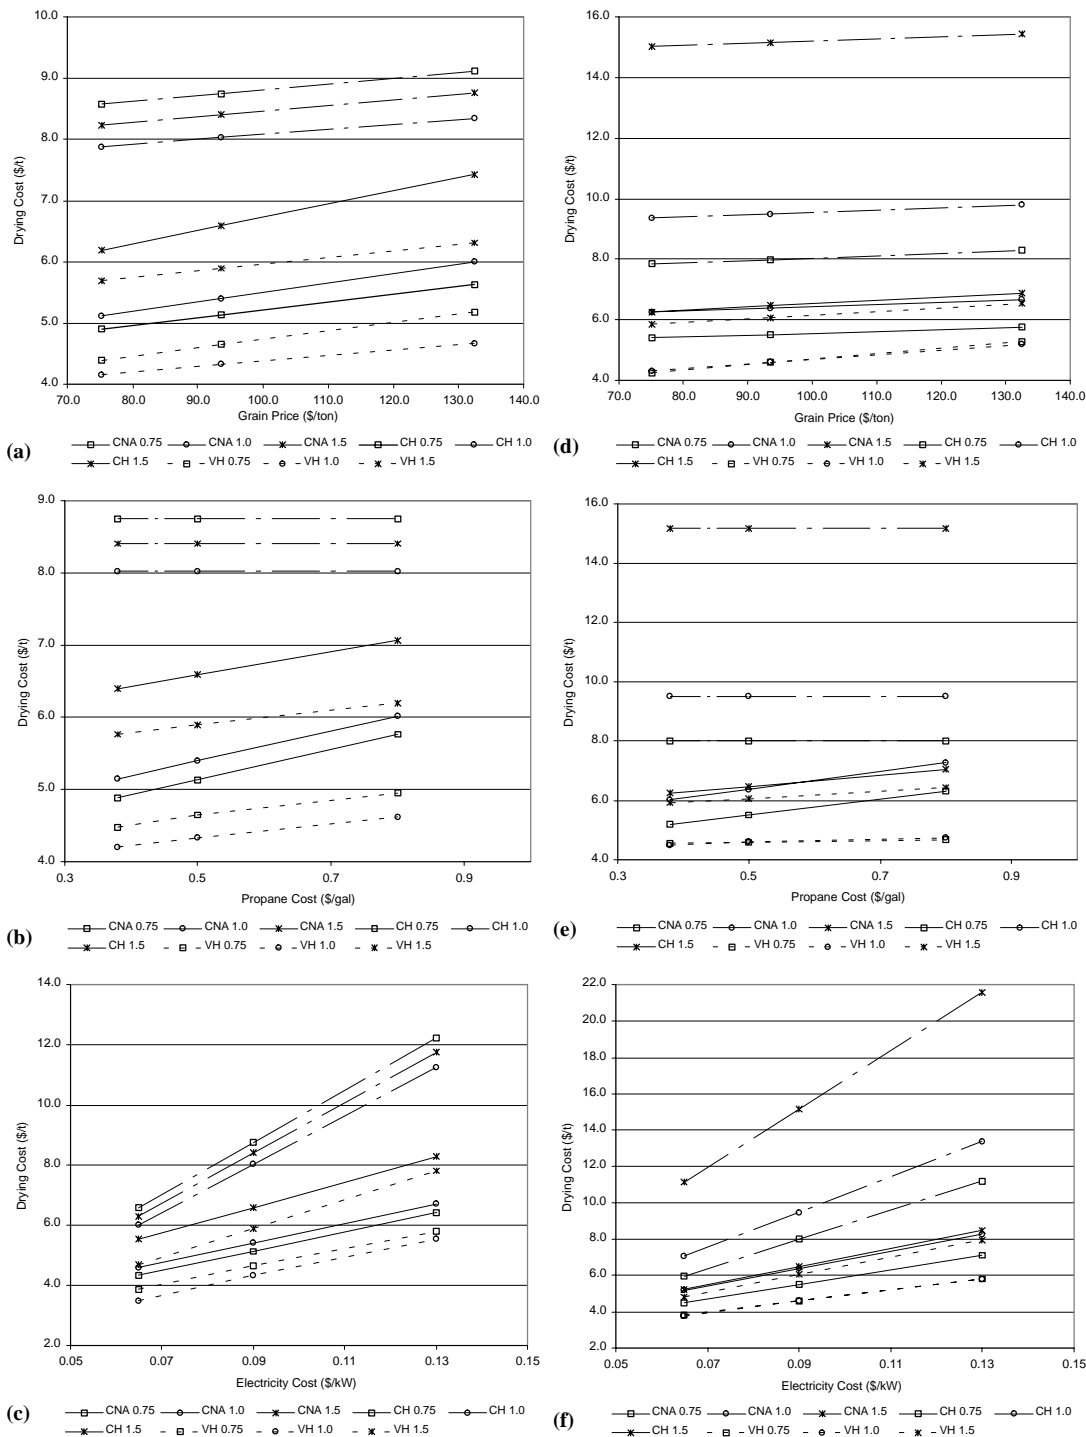 10.0
9.0
8.0
7.0
6.0
5.0
4.0
Drying Cost ($/t)
70.0 80.0 90.0 100.0 110.0 120.0 130.0 140.0
Grain Price ($/ton)
(a)
CNA 0.75 CNA 1.0 CNA 1.5 CH 0.75 CH 1.0
CH 1.5 VH 0.75 VH 1.0 VH 1.5
16.0
14.0
12.0
10.0
8.0
6.0
4.0
Drying Cost ($/t)
70.0 80.0 90.0 100.0 110.0 120.0 130.0 140.0
Grain Price ($/ton)
(d)
CNA 0.75 CNA 1.0 CNA 1.5 CH 0.75 CH 1.0
CH 1.5 VH 0.75 VH 1.0 VH 1.5
9.0
8.0
7.0
6.0
5.0
4.0
Drying Cost ($/t)
0.3 0.5 0.7 0.9
Propane Cost ($/gal)
(b)
CNA 0.75 CNA 1.0 CNA 1.5 CH 0.75 CH 1.0
CH 1.5 VH 0.75 VH 1.0 VH 1.5
16.0
14.0
12.0
10.0
8.0
6.0
4.0
Drying Cost ($/t)
0.3 0.5 0.7 0.9
Propane Cost ($/gal)
(e)
CNA 0.75 CNA 1.0 CNA 1.5 CH 0.75 CH 1.0
CH 1.5 VH 0.75 VH 1.0 VH 1.5
14.0
12.0
10.0
8.0
6.0
4.0
2.0
Drying Cost ($/t)
0.05 0.07 0.09 0.11 0.13 0.15
Electricity Cost ($/kW)
(c)
CNA 0.75 CNA 1.0 CNA 1.5 CH 0.75 CH 1.0
CH 1.5 VH 0.75 VH 1.0 VH 1.5
22.0
20.0
18.0
16.0
14.0
12.0
10.0
8.0
6.0
4.0
2.0
Drying Cost ($/t)
0.05 0.07 0.09 0.11 0.13 0.15
Electricity Cost ($/kW)
(f)
CNA 0.75 CNA 1.0 CNA 1.5 CH 0.75 CH 1.0
CH 1.5 VH 0.75 VH 1.0 VH 1.5